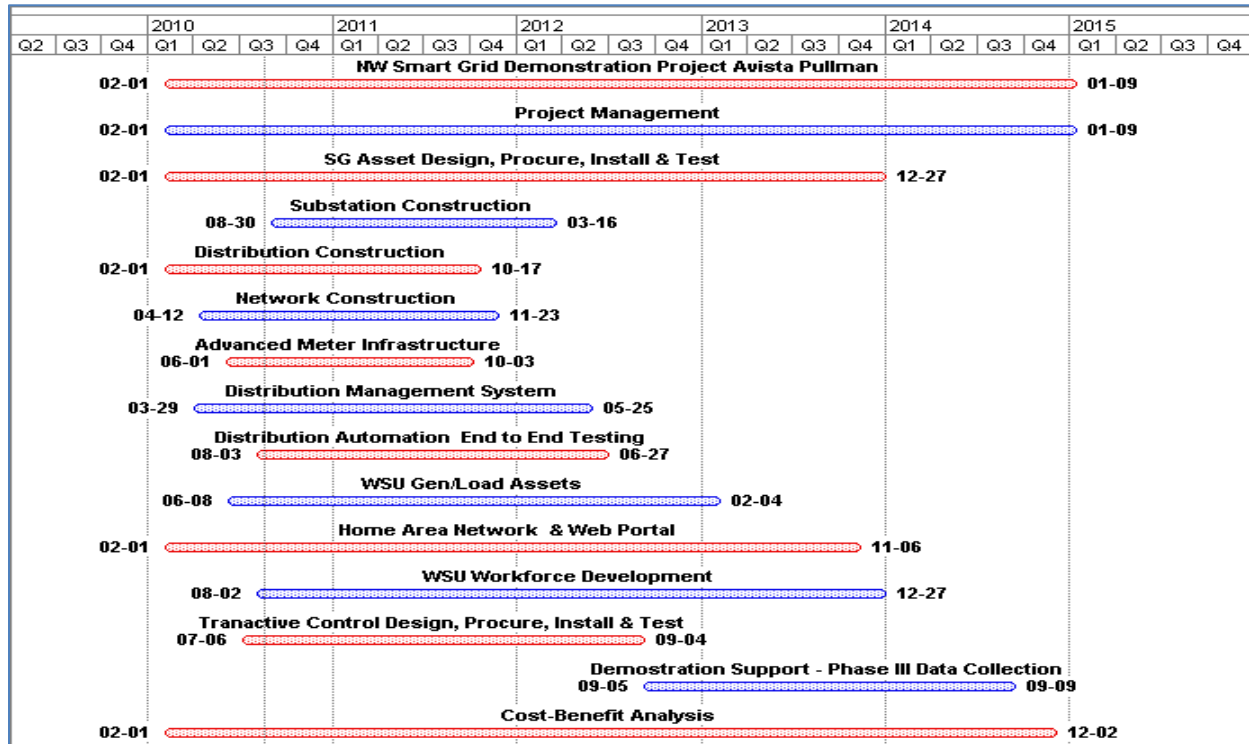 2010 2011 2012 2013 2014 2015
Q2 Q3 Q4 Q1 Q2 Q3 Q4 Q1 Q2 Q3 Q4 Q1 Q2 Q3 Q4 Q1 Q2 Q3 Q4 Q1 Q2 Q3 Q4 Q1 Q2 Q3 Q4
NW Smart Grid Demonstration Project Avista Pullman
02-01 01-09
Project Management
02-01 01-09
SG Asset Design, Procure, Install & Test
02-01 12-27
Substation Construction
08-30 03-16
Distribution Construction
02-01 10-17
Network Construction
04-12 11-23
Advanced Meter Infrastructure
06-01 10-03
Distribution Management System
03-29 05-25
Distribution Automation End to End Testing
08-03 06-27
WSU Gen/Load Assets
06-08 02-04
Home Area Network & Web Portal
02-01 11-06
WSU Workforce Development
08-02 12-27
Tranactive Control Design, Procure, Install & Test
07-06 09-04
Demostration Support - Phase III Data Collection
09-05 09-09
Cost-Benefit Analysis
02-01 12-02